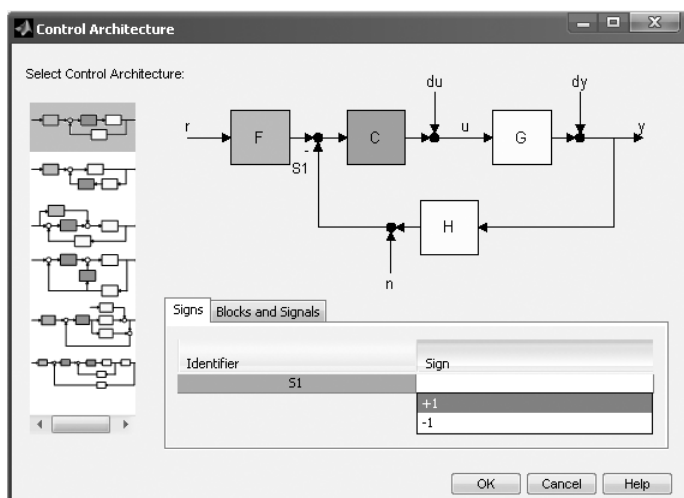 Control Architecture
Select Control Architecture:
du
dy
r
F
C
u
G
y
-
S1
H
n
Signs
Blocks and Signals
Identifier
Sign
S1
+1
-1
OK
Cancel
Help